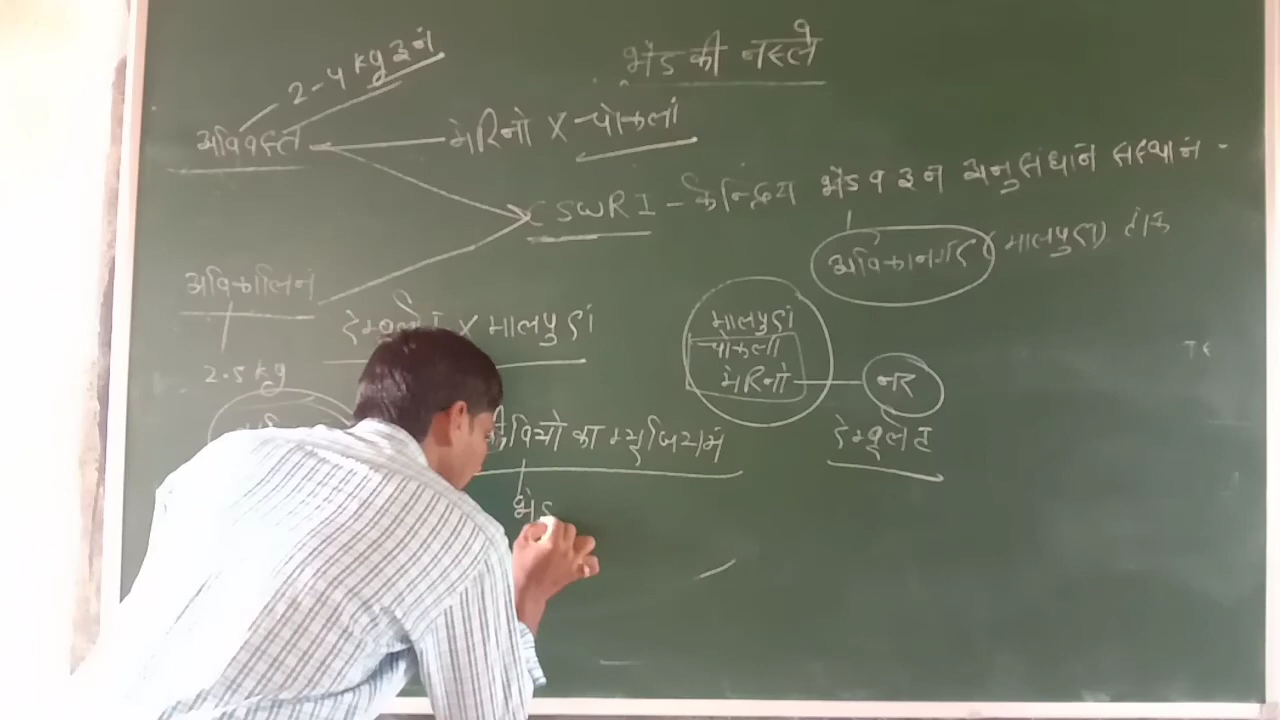 भेड की नस्ले
2-4 kg ऊन
अविवस्त्र मेरिनो X चोकलां
CSWRI - केन्द्रिय भेड व ऊन अनुसंधान संस्थान -
अविकानगर (मालपुरा) टोंक
अविकालिन
X मालपुरां
मालपुरां
चोकला
मेरिनो नर
2.5 kg
का म्यूजियम
रेम्बूलेट
भेड